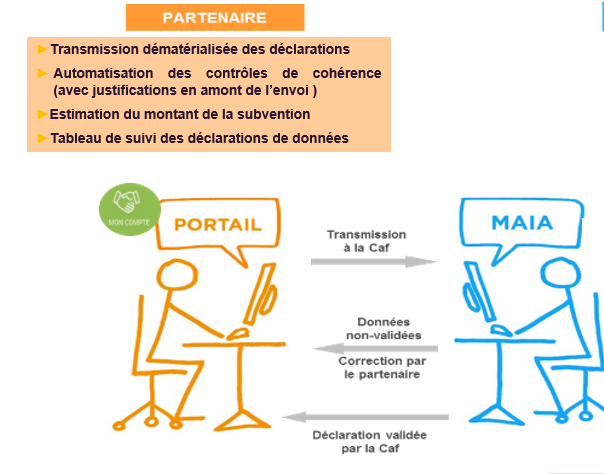 PARTENAIRE
►Transmission dématérialisée des déclarations
► Automatisation des contrôles de cohérence
(avec justifications en amont de l’envoi )
►Estimation du montant de la subvention
►Tableau de suivi des déclarations de données
MON COMPTE
PORTAIL
MAIA
Transmission
à la Caf
Données
non-validées
Correction par
le partenaire
Déclaration validée
par la Caf